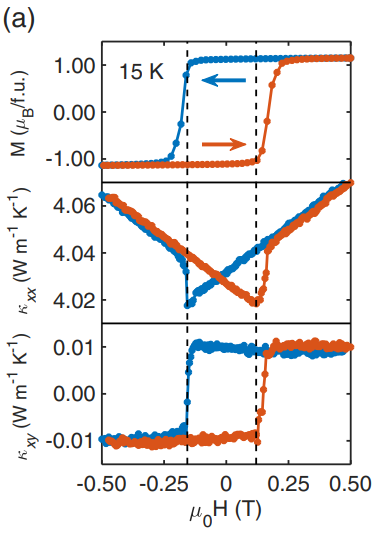 (a)
15 K
M (μB/f.u.)
1.00
0.00
-1.00
κxx (W m⁻¹ K⁻¹)
4.06
4.04
4.02
κxy (W m⁻¹ K⁻¹)
0.01
0.00
-0.01
-0.50 -0.25 0 0.25 0.50
μ₀H (T)